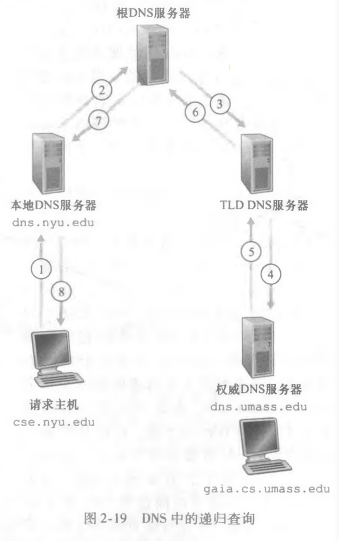 根DNS服务器
2
3
7
6
本地DNS服务器
dns.nyu.edu
TLD DNS服务器
1
8
5
4
请求主机
cse.nyu.edu
权威DNS服务器
dns.umass.edu
gaia.cs.umass.edu
图 2-19 DNS 中的递归查询